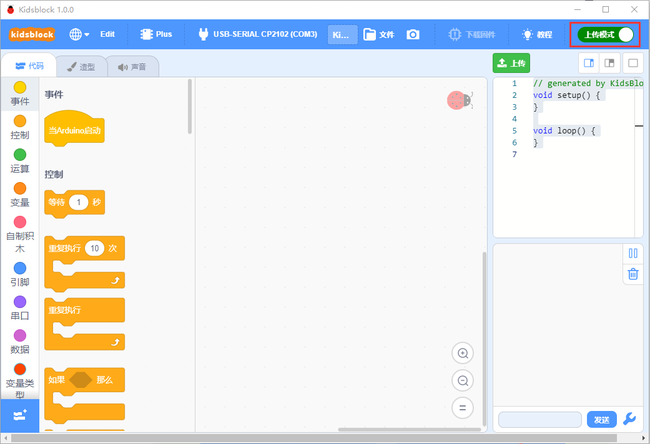 Kidsblock 1.0.0
kidsblock
Edit
Plus
USB-SERIAL CP2102 (COM3)
Ki...
文件
下载固件
教程
上传模式
代码
造型
声音
上传
事件
控制
运算
变量
自制积
木
引脚
串口
数据
变量类
型
事件
当Arduino启动
控制
等待 1 秒
重复执行 10 次
重复执行
如果 那么
1 // generated by KidsBlo
2 void setup() {
3 }
4
5 void loop() {
6 }
7
发送